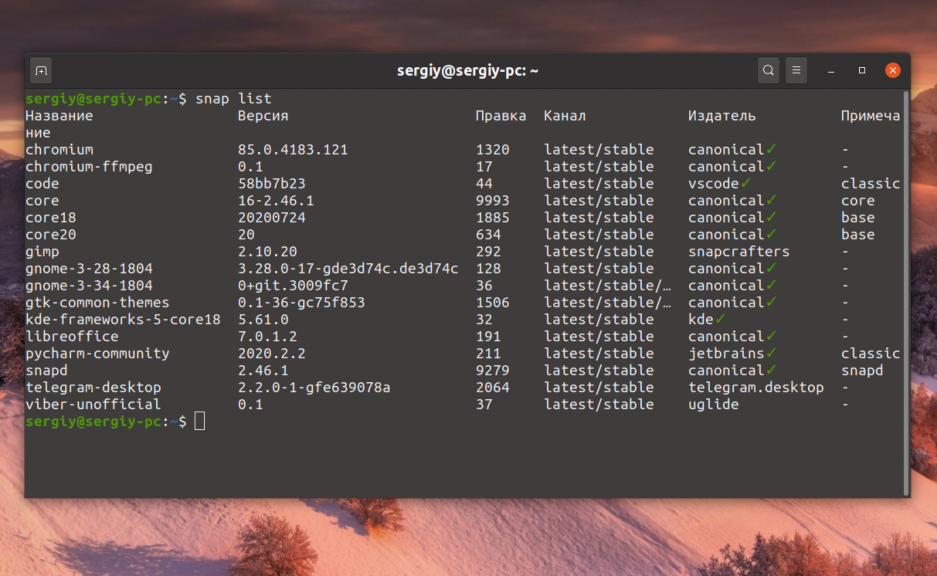 sergiy@sergiy-pc: ~
sergiy@sergiy-pc:~$ snap list
Название Версия Правка Канал Издатель Примеча
ние
chromium 85.0.4183.121 1320 latest/stable canonical✓ -
chromium-ffmpeg 0.1 17 latest/stable canonical✓ -
code 58bb7b23 44 latest/stable vscode✓ classic
core 16-2.46.1 9993 latest/stable canonical✓ core
core18 20200724 1885 latest/stable canonical✓ base
core20 20 634 latest/stable canonical✓ base
gimp 2.10.20 292 latest/stable snapcrafters -
gnome-3-28-1804 3.28.0-17-gde3d74c.de3d74c 128 latest/stable canonical✓ -
gnome-3-34-1804 0+git.3009fc7 36 latest/stable/… canonical✓ -
gtk-common-themes 0.1-36-gc75f853 1506 latest/stable/… canonical✓ -
kde-frameworks-5-core18 5.61.0 32 latest/stable kde✓ -
libreoffice 7.0.1.2 191 latest/stable canonical✓ -
pycharm-community 2020.2.2 211 latest/stable jetbrains✓ classic
snapd 2.46.1 9279 latest/stable canonical✓ snapd
telegram-desktop 2.2.0-1-gfe639078a 2064 latest/stable telegram.desktop -
viber-unofficial 0.1 37 latest/stable uglide -
sergiy@sergiy-pc:~$